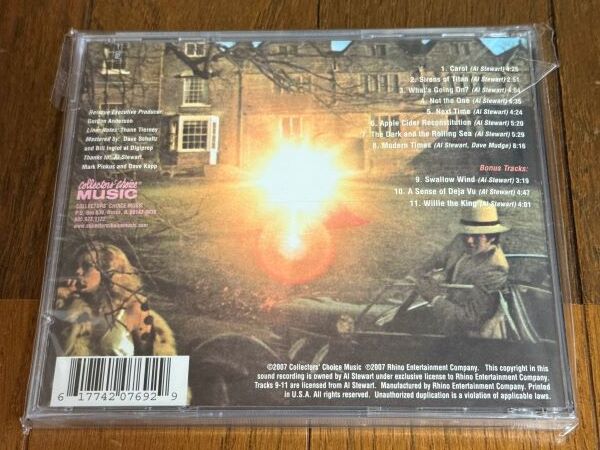 1. Carol (Al Stewart) 4:25
2. Sirens of Titan (Al Stewart) 2:51
3. What's Going On? (Al Stewart) 4:04
4. Not the One (Al Stewart) 4:35
5. Next Time (Al Stewart) 4:24
6. Apple Cider Reconstitution (Al Stewart) 5:29
7. The Dark and the Rolling Sea (Al Stewart) 5:29
8. Modern Times (Al Stewart, Dave Mudge) 8:16
Bonus Tracks:
9. Swallow Wind (Al Stewart) 3:19
10. A Sense of Deja Vu (Al Stewart) 4:47
11. Willie the King (Al Stewart) 4:01
Reissue Executive Producer:
Gordon Anderson
Liner Notes: Thane Tierney
Mastered by: Dave Schultz
and Bill Inglot at Digiprep
Thanks to: Al Stewart,
Mark Pinkus and Dave Kapp
collectors' choice
MUSIC
COLLECTORS' CHOICE MUSIC
P.O. Box
www.collectorschoicemusic.com
©2007 Collectors' Choice Music ℗2007 Rhino Entertainment Company. This copyright in this
sound recording is owned by Al Stewart under exclusive license to Rhino Entertainment Company.
Tracks 9-11 are licensed from Al Stewart. Manufactured by Rhino Entertainment Company. Printed
in U.S.A. All rights reserved. Unauthorized duplication is a violation of applicable laws.
6 17742 07692 9